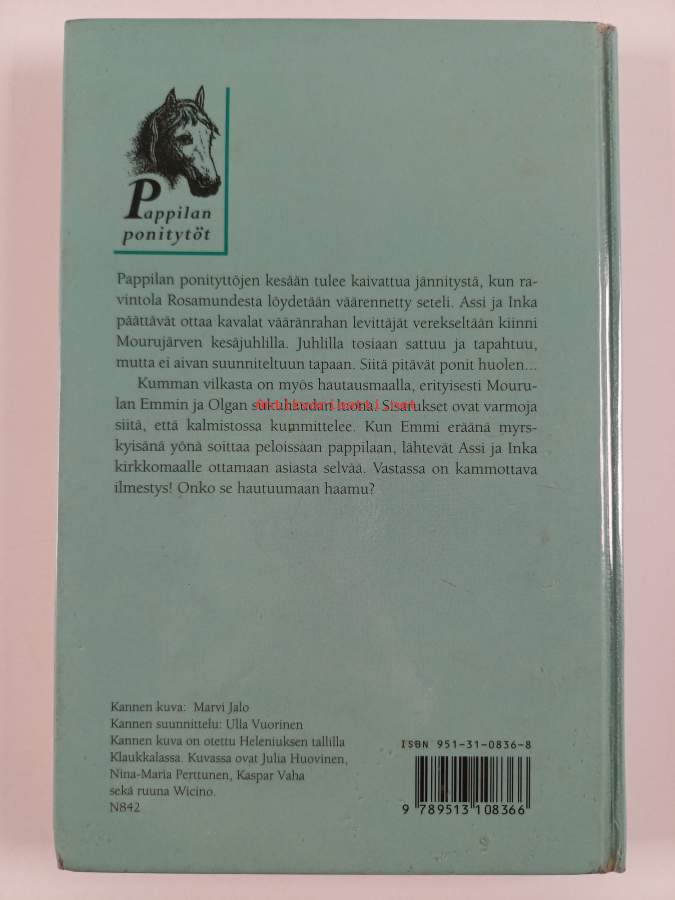 Pappilan
ponitytöt
Pappilan ponityttöjen kesään tulee kaivattua jännitystä, kun ra-
vintola Rosamundesta löydetään väärennetty seteli. Assi ja Inka
päättävät ottaa kavalat vääränrahan levittäjät verekseltään kiinni
Mourujärven kesäjuhlilla. Juhlilla tosiaan sattuu ja tapahtuu,
mutta ei aivan suunniteltuun tapaan. Siitä pitävät ponit huolen...
Kumman vilkasta on myös hautausmaalla, erityisesti Mouru-
lan Emmin ja Olgan sukuhaudan luona! Sisarukset ovat varmoja
siitä, että kalmistossa kummittelee. Kun Emmi eräänä myrs-
kyisänä yönä soittaa peloissaan pappilaan, lähtevät Assi ja Inka
kirkkomaalle ottamaan asiasta selvää. Vastassa on kammottava
ilmestys! Onko se hautuumaan haamu?
Kannen kuva: Marvi Jalo
Kannen suunnittelu: Ulla Vuorinen
Kannen kuva on otettu Heleniuksen tallilla
Klaukkalassa. Kuvassa ovat Julia Huovinen,
Nina-Maria Perttunen, Kaspar Vaha
sekä ruuna Wicino.
N842
ISBN 951-31-0836-8
9 789513 108366